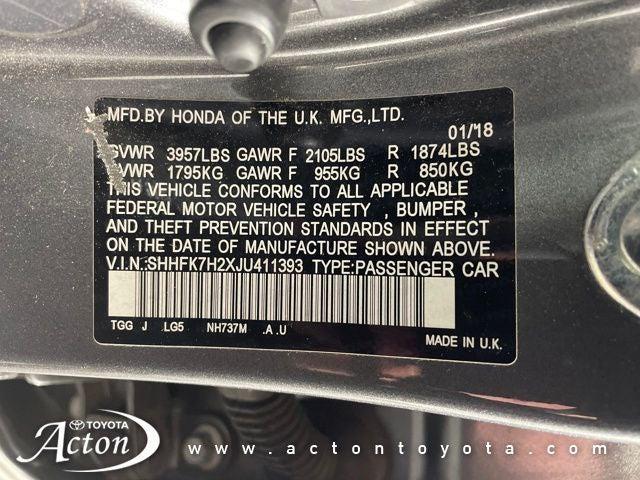 MFD.BY HONDA OF THE U.K. MFG.,LTD.
01/18
GVWR 3957LBS GAWR F 2105LBS R 1874LBS
GVWR 1795KG GAWR F 955KG R 850KG
THIS VEHICLE CONFORMS TO ALL APPLICABLE
FEDERAL MOTOR VEHICLE SAFETY , BUMPER ,
AND THEFT PREVENTION STANDARDS IN EFFECT
ON THE DATE OF MANUFACTURE SHOWN ABOVE.
V.I.N.:SHHFK7H2XJU411393 TYPE:PASSENGER CAR
TGG J .LG5 NH737M .A .U
MADE IN U.K.
TOYOTA
Acton
www.actontoyota.com